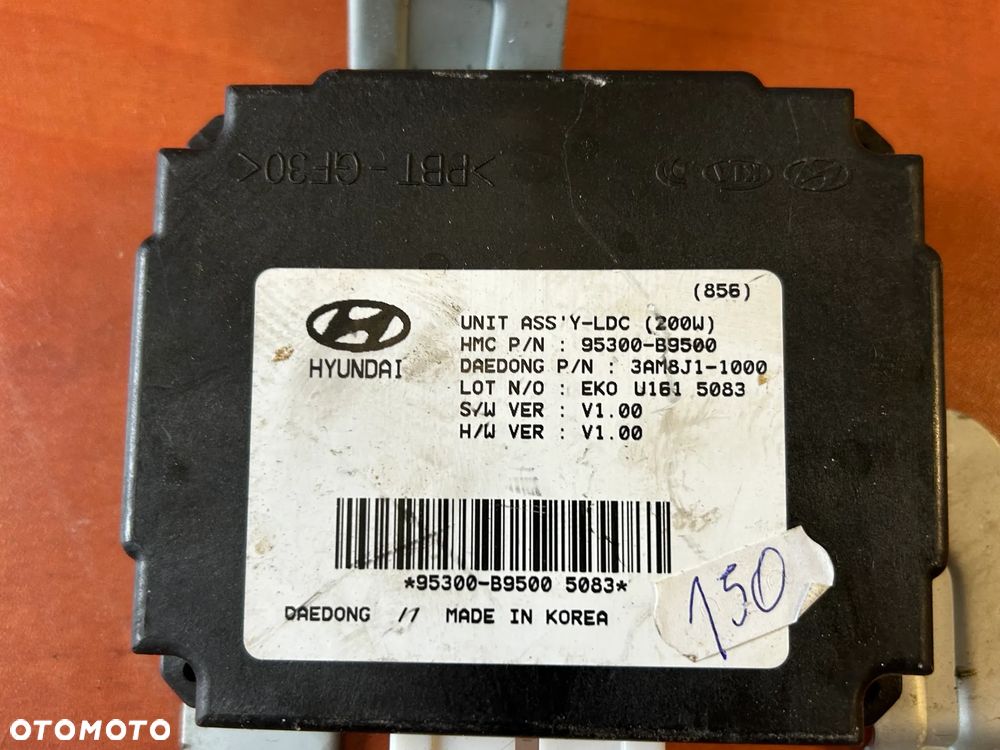 >PBT-GF30<
KIA
(856)
HYUNDAI
UNIT ASS'Y-LDC (200W)
HMC P/N : 95300-B9500
DAEDONG P/N : 3AM8J1-1000
LOT N/O : EKO U161 5083
S/W VER : V1.00
H/W VER : V1.00
*95300-B9500 5083*
DAEDONG // MADE IN KOREA
150
OTOMOTO